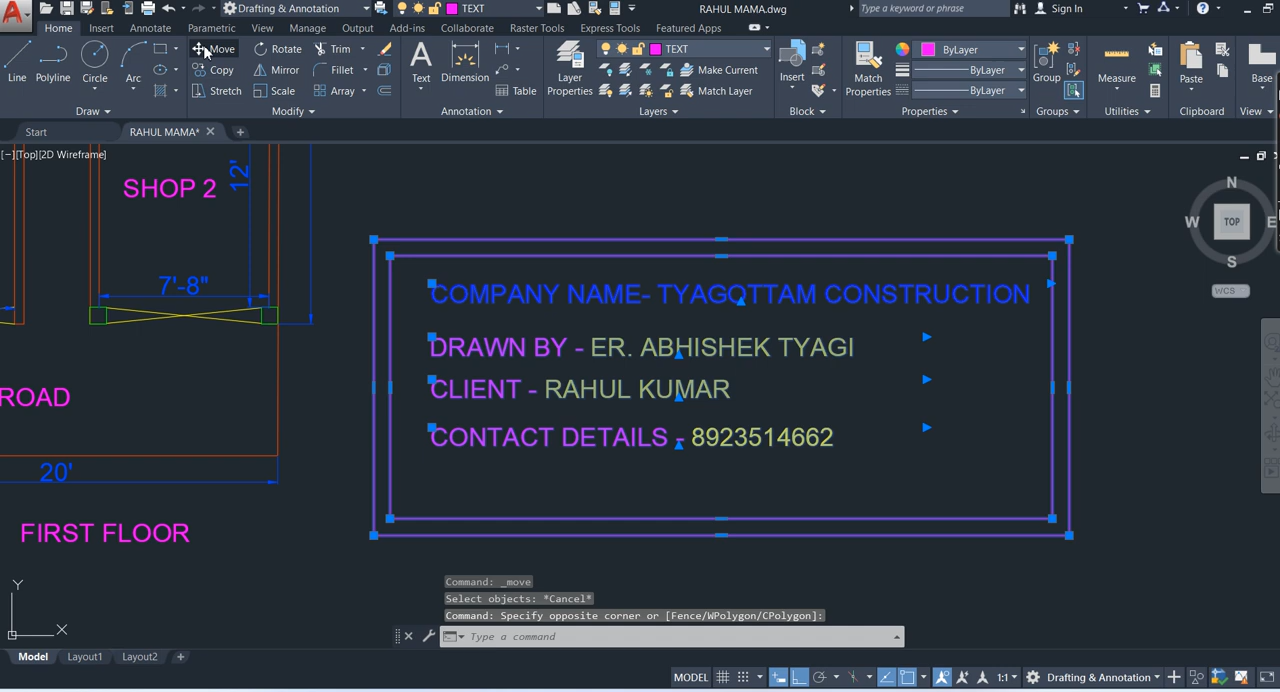 Drafting & Annotation
TEXT
RAHUL MAMA.dwg
Type a keyword or phrase
Sign In
Home Insert Annotate Parametric View Manage Output Add-ins Collaborate Raster Tools Express Tools Featured Apps
Line Polyline Circle Arc
Move Rotate Trim
Copy Mirror Fillet
Stretch Scale Array
Text Dimension Table
Layer Properties
TEXT
Make Current
Match Layer
Insert
Match Properties
ByLayer
ByLayer
ByLayer
Group
Measure
Paste
Base
Draw Modify Annotation Layers Block Properties Groups Utilities Clipboard View
Start RAHUL MAMA*
[−][Top][2D Wireframe]
SHOP 2
12'
7'-8"
ROAD
20'
FIRST FLOOR
COMPANY NAME- TYAGOTTAM CONSTRUCTION
DRAWN BY - ER. ABHISHEK TYAGI
CLIENT - RAHUL KUMAR
CONTACT DETAILS - 8923514662
N
W TOP E
S
WCS
Command: _move
Select objects: *Cancel*
Command: Specify opposite corner or [Fence/WPolygon/CPolygon]:
Type a command
Y
X
Model Layout1 Layout2
MODEL 1:1 Drafting & Annotation